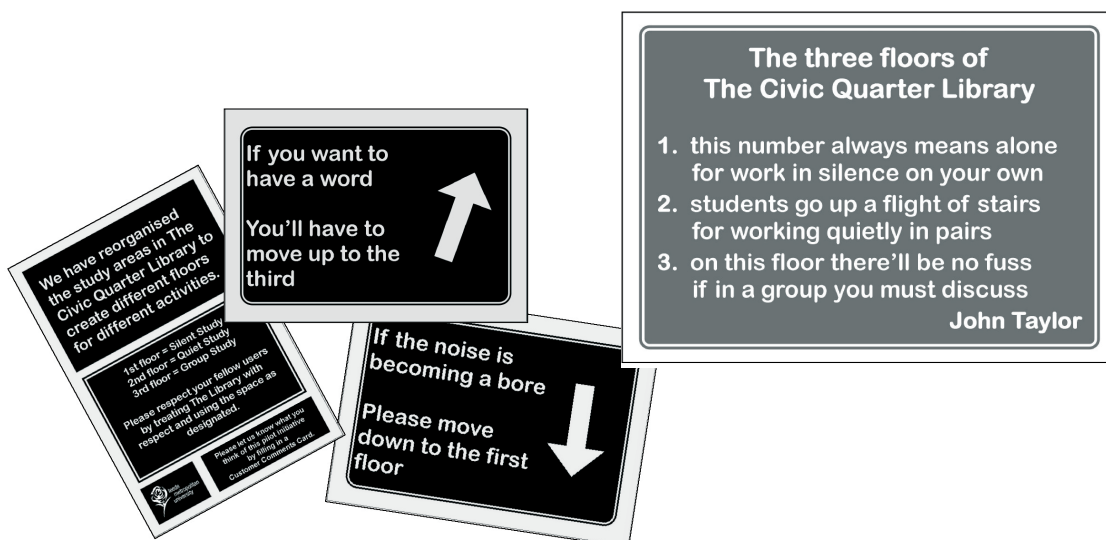 We have reorganised
the study areas in The
Civic Quarter Library to
create different floors
for different activities.
1st floor = Silent Study
2nd floor = Quiet Study
3rd floor = Group Study
Please respect your fellow users
by treating The Library with
respect and using the space as
designated.
leeds
metropolitan
university
Please let us know what you
think of this pilot initiative
by filling in a
Customer Comments Card.
If you want to
have a word
You'll have to
move up to the
third
If the noise is
becoming a bore
Please move
down to the first
floor
The three floors of
The Civic Quarter Library
1. this number always means alone
for work in silence on your own
2. students go up a flight of stairs
for working quietly in pairs
3. on this floor there'll be no fuss
if in a group you must discuss
John Taylor